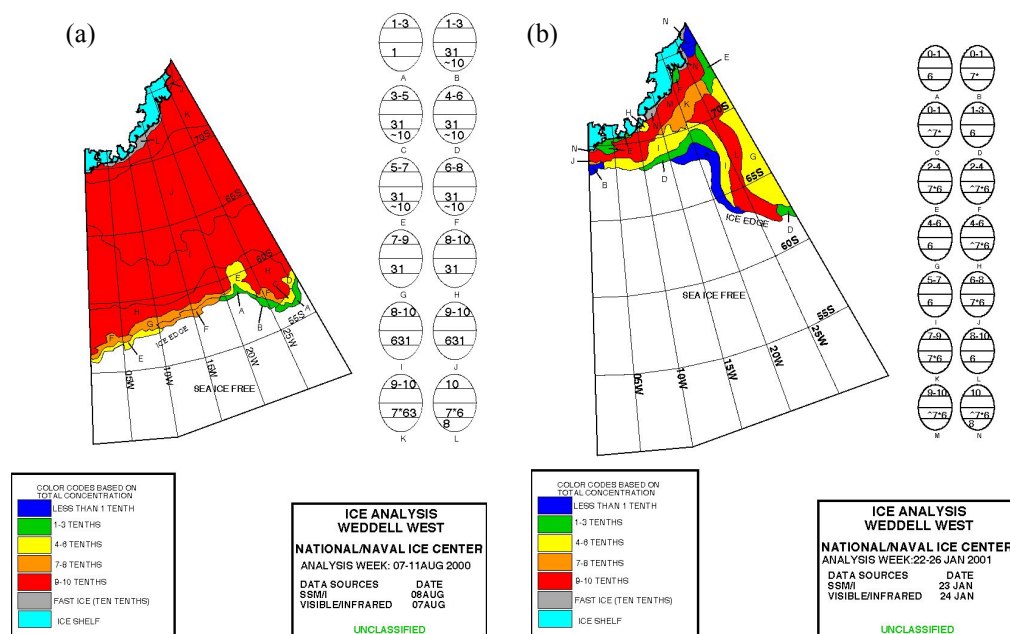 (a)
K
L
70S
J
65S
I
60S
H
E
D
H
A F
G
F
F
A
B
A
55S
E
ICE EDGE
05W
10W
15W
20W
25W
SEA ICE FREE
1-3
1
A
1-3
31
~10
B
3-5
31
~10
C
4-6
31
~10
D
5-7
31
~10
E
6-8
31
~10
F
7-9
31
G
8-10
31
H
8-10
631
I
9-10
631
J
9-10
7*63
K
10
7*6
8
L
COLOR CODES BASED ON
TOTAL CONCENTRATION
LESS THAN 1 TENTH
1-3 TENTHS
4-6 TENTHS
7-8 TENTHS
9-10 TENTHS
FAST ICE (TEN TENTHS)
ICE SHELF
ICE ANALYSIS
WEDDELL WEST
NATIONAL/NAVAL ICE CENTER
ANALYSIS WEEK: 07-11AUG 2000
DATA SOURCES DATE
SSM/I 08AUG
VISIBLE/INFRARED 07AUG
UNCLASSIFIED
(b)
N
E
N
F
H
M
K
70S
N
E
J
B
D
I
L
G
65S
ICE EDGE
D
60S
SEA ICE FREE
55S
05W
10W
15W
20W
25W
0-1
6
A
0-1
7*
B
0-1
^7*
C
1-3
6
D
2-4
7*6
E
2-4
^7*6
F
4-6
6
G
4-6
^7*6
H
5-7
6
I
6-8
7*6
J
7-9
7*6
K
8-10
6
L
9-10
^7*6
M
10
^7*6
8
N
COLOR CODES BASED ON
TOTAL CONCENTRATION
LESS THAN 1 TENTH
1-3 TENTHS
4-6 TENTHS
7-8 TENTHS
9-10 TENTHS
FAST ICE (TEN TENTHS)
ICE SHELF
ICE ANALYSIS
WEDDELL WEST
NATIONAL/NAVAL ICE CENTER
ANALYSIS WEEK:22-26 JAN 2001
DATA SOURCES DATE
SSM/I 23 JAN
VISIBLE/INFRARED 24 JAN
UNCLASSIFIED